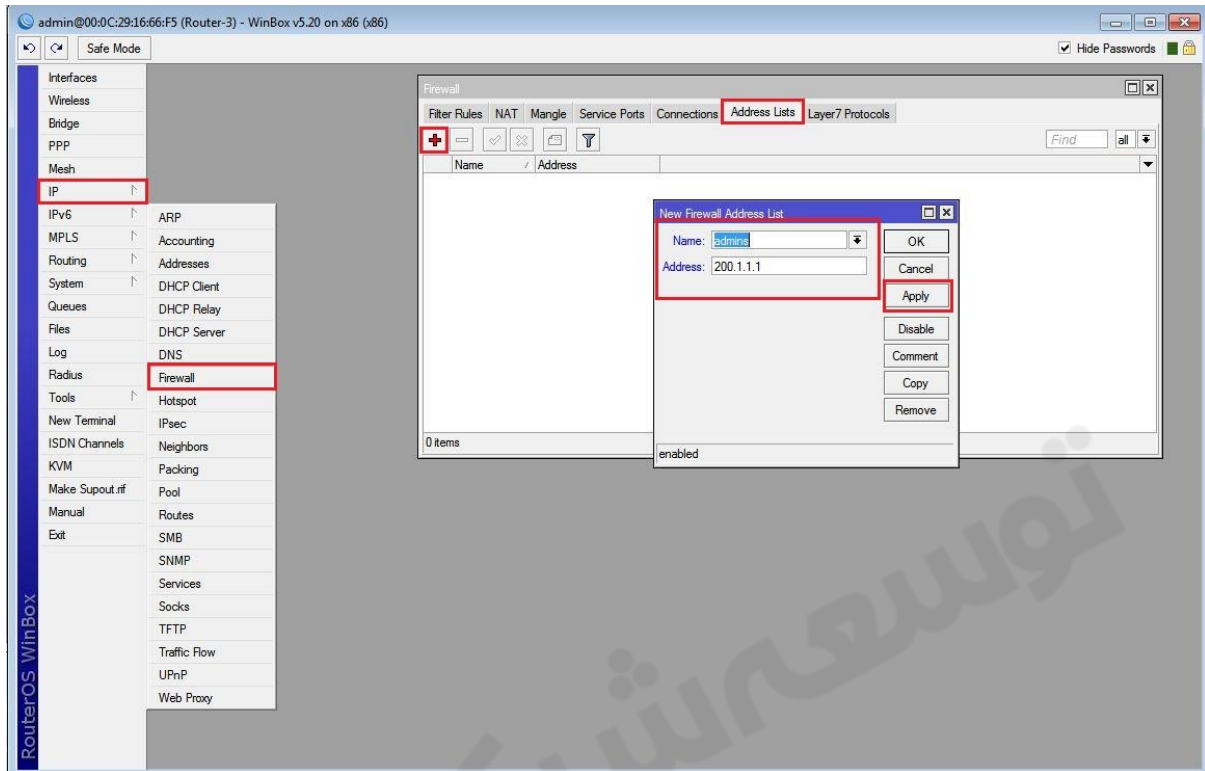 admin@00:0C:29:16:66:F5 (Router-3) - WinBox v5.20 on x86 (x86)
Safe Mode
Hide Passwords
Interfaces
Wireless
Bridge
PPP
Mesh
IP
IPv6
MPLS
Routing
System
Queues
Files
Log
Radius
Tools
New Terminal
ISDN Channels
KVM
Make Supout.rif
Manual
Exit
RouterOS WinBox
ARP
Accounting
Addresses
DHCP Client
DHCP Relay
DHCP Server
DNS
Firewall
Hotspot
IPsec
Neighbors
Packing
Pool
Routes
SMB
SNMP
Services
Socks
TFTP
Traffic Flow
UPnP
Web Proxy
Firewall
Filter Rules NAT Mangle Service Ports Connections Address Lists Layer7 Protocols
Find all
Name / Address
0 items
New Firewall Address List
Name: admins
Address: 200.1.1.1
OK
Cancel
Apply
Disable
Comment
Copy
Remove
enabled
توسعه